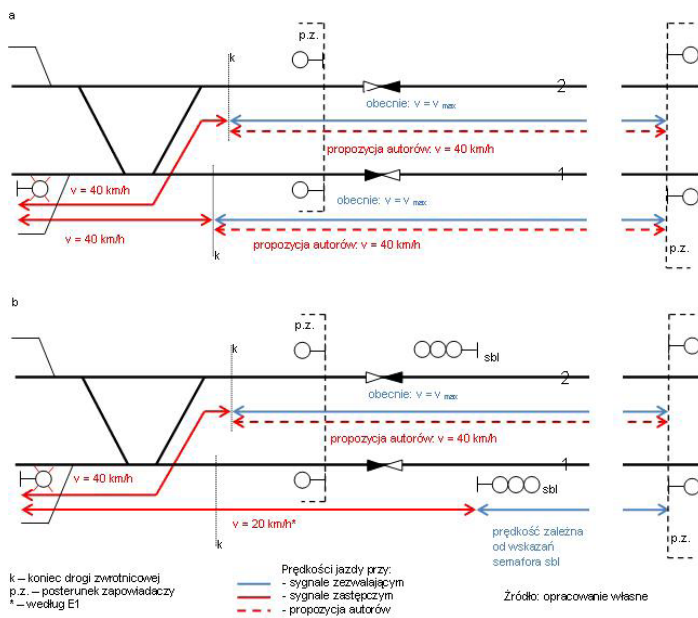 a
p.z.
k
2
obecnie: v = v max
propozycja autorów: v = 40 km/h
v = 40 km/h
1
obecnie: v = v max
v = 40 km/h
propozycja autorów: v = 40 km/h
k
p.z.
b
p.z.
k
sbl
2
obecnie: v = v max
propozycja autorów: v = 40 km/h
1
v = 40 km/h
sbl
v = 20 km/h*
k
prędkość zależna
od wskazań
semafora sbl
p.z.
k – koniec drogi zwrotnicowej
p.z. – posterunek zapowiadaczy
* – według E1
Prędkości jazdy przy:
- sygnale zezwalającym
- sygnale zastępczym
- propozycja autorów
Źródło: opracowanie własne